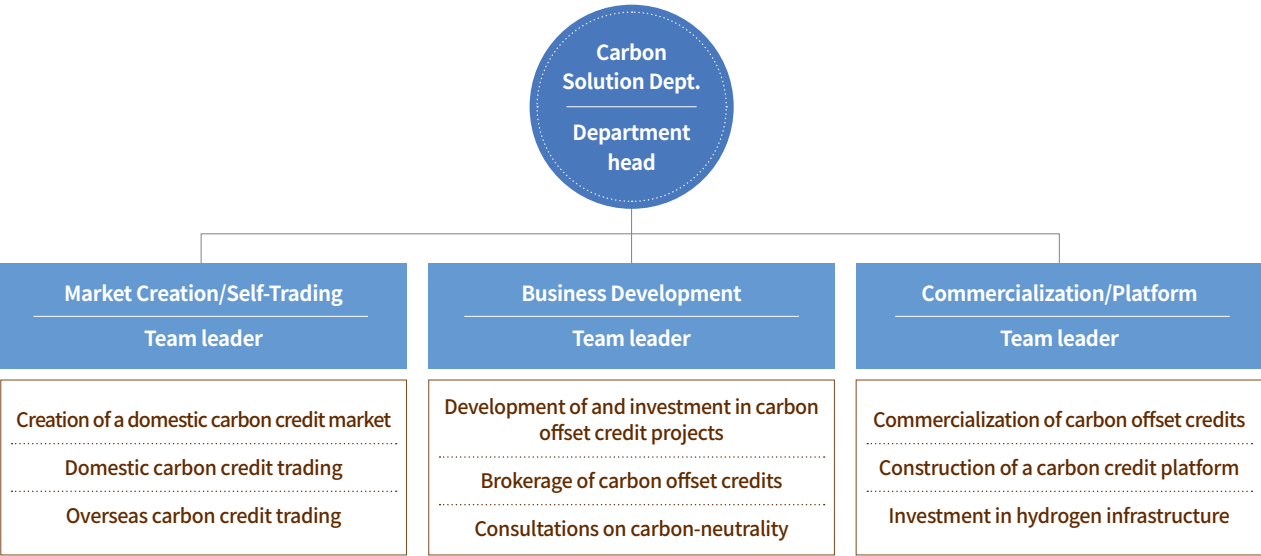 Carbon
Solution Dept.
Department
head
Market Creation/Self-Trading
Team leader
Creation of a domestic carbon credit market
Domestic carbon credit trading
Overseas carbon credit trading
Business Development
Team leader
Development of and investment in carbon
offset credit projects
Brokerage of carbon offset credits
Consultations on carbon-neutrality
Commercialization/Platform
Team leader
Commercialization of carbon offset credits
Construction of a carbon credit platform
Investment in hydrogen infrastructure